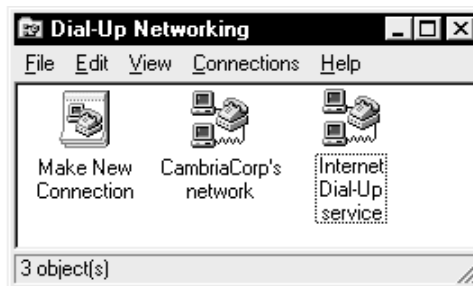 Dial-Up Networking
File Edit View Connections Help
Make New
Connection
CambriaCorp's
network
Internet
Dial-Up
service
3 object(s)